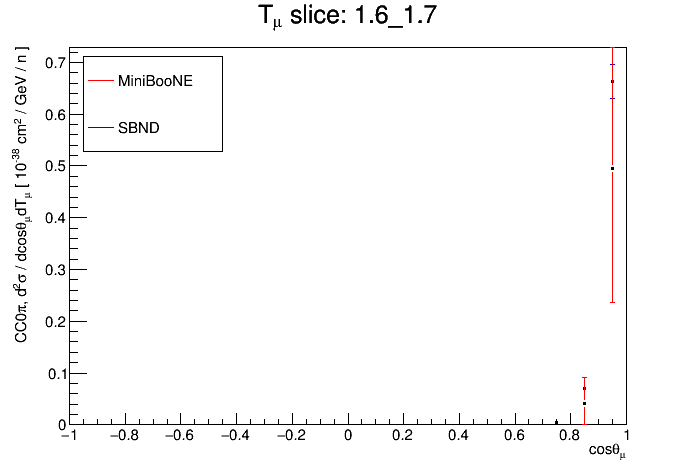 Tμ slice: 1.6_1.7
CC0π, d²σ / dcosθμdTμ [ 10⁻³⁸ cm² / GeV / n ]
0.7
0.6
0.5
0.4
0.3
0.2
0.1
0
MiniBooNE
SBND
−1 −0.8 −0.6 −0.4 −0.2 0 0.2 0.4 0.6 0.8 1
cosθμ